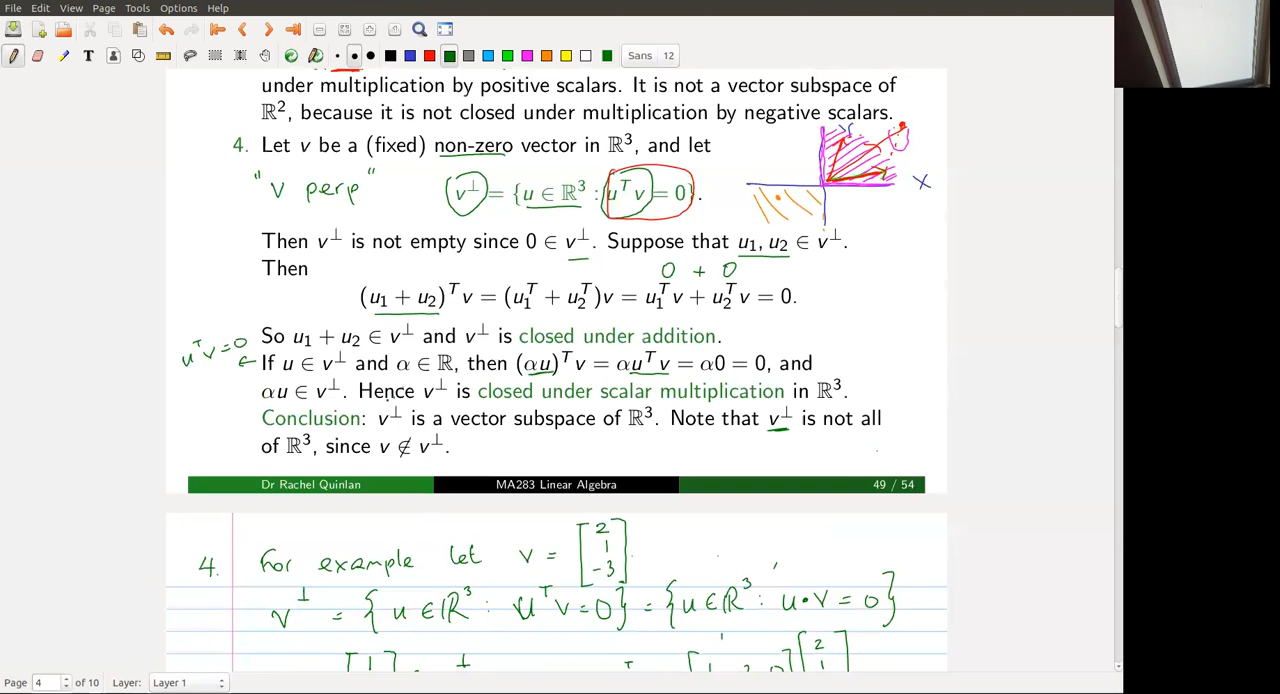 File Edit View Page Tools Options Help
Sans 12
under multiplication by positive scalars. It is not a vector subspace of
ℝ², because it is not closed under multiplication by negative scalars.
4. Let v be a (fixed) non-zero vector in ℝ³, and let
"v perp" v⊥ = {u ∈ ℝ³ : uᵀv = 0}.
X
Then v⊥ is not empty since 0 ∈ v⊥. Suppose that u₁, u₂ ∈ v⊥.
Then
0 + 0
(u₁ + u₂)ᵀv = (u₁ᵀ + u₂ᵀ)v = u₁ᵀv + u₂ᵀv = 0.
So u₁ + u₂ ∈ v⊥ and v⊥ is closed under addition.
uᵀv=0 ←
If u ∈ v⊥ and α ∈ ℝ, then (αu)ᵀv = αuᵀv = α0 = 0, and
αu ∈ v⊥. Hence v⊥ is closed under scalar multiplication in ℝ³.
Conclusion: v⊥ is a vector subspace of ℝ³. Note that v⊥ is not all
of ℝ³, since v ∉ v⊥.
Dr Rachel Quinlan MA283 Linear Algebra 49 / 54
4. For example let v = [2 1 -3]
v⊥ = {u ∈ ℝ³ : uᵀv = 0} = {u ∈ ℝ³ : u·v = 0}
Page 4 of 10 Layer: Layer 1